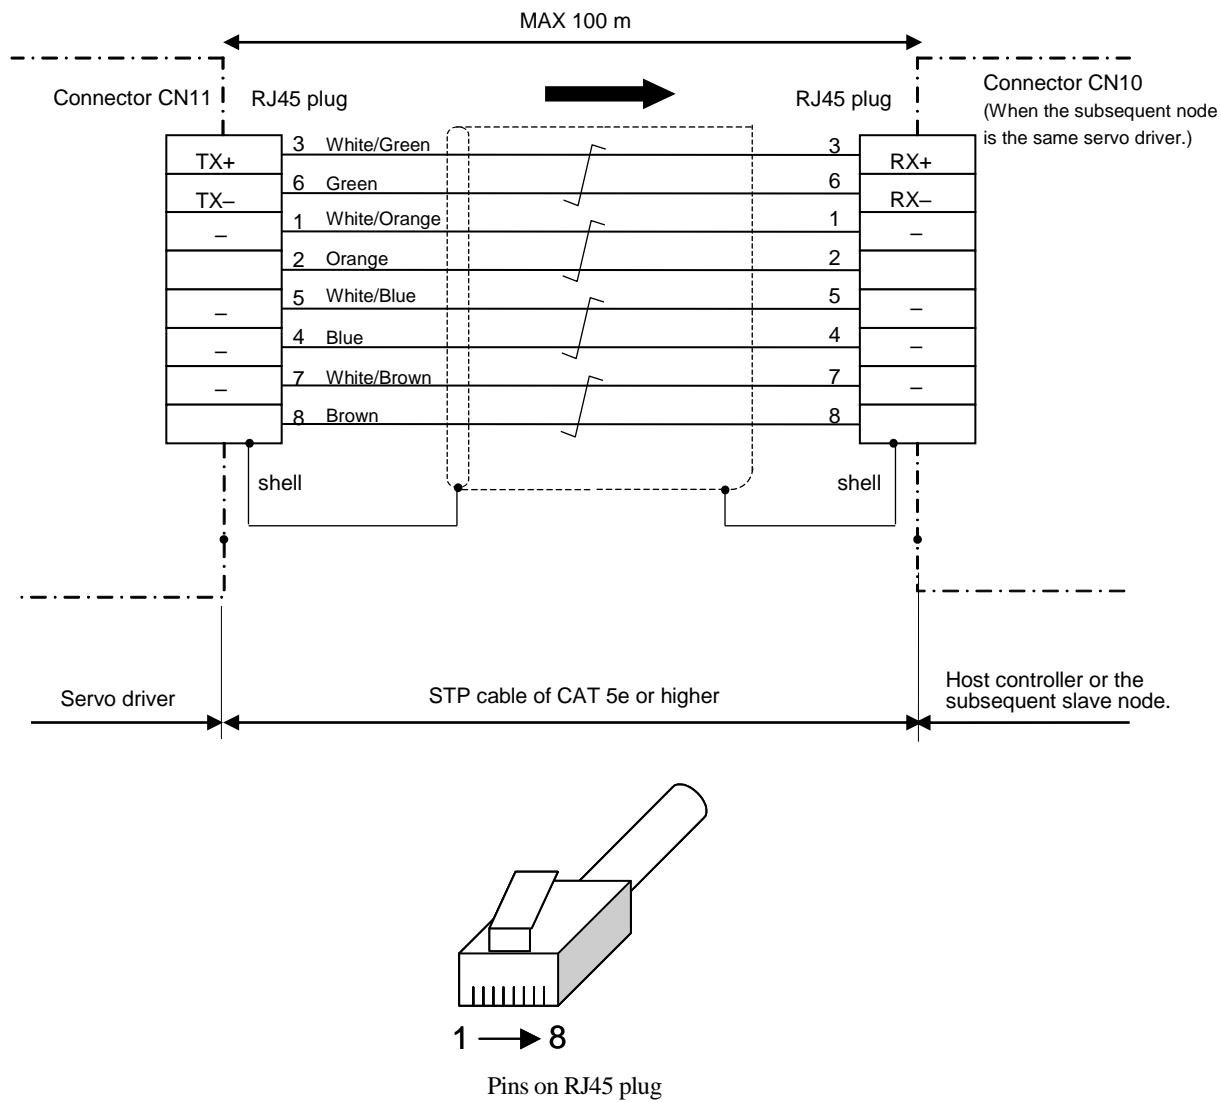 MAX 100 m
Connector CN11
RJ45 plug
RJ45 plug
Connector CN10
(When the subsequent node
is the same servo driver.)
TX+ 3 White/Green 3 RX+
TX– 6 Green 6 RX–
– 1 White/Orange 1 –
2 Orange 2
– 5 White/Blue 5 –
– 4 Blue 4 –
– 7 White/Brown 7 –
8 Brown 8
shell
shell
Servo driver
STP cable of CAT 5e or higher
Host controller or the
subsequent slave node.
1 8
Pins on RJ45 plug